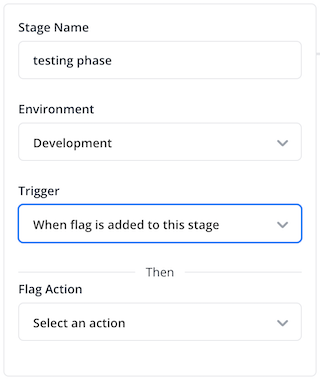 Stage Name
testing phase
Environment
Development
Trigger
When flag is added to this stage
Then
Flag Action
Select an action